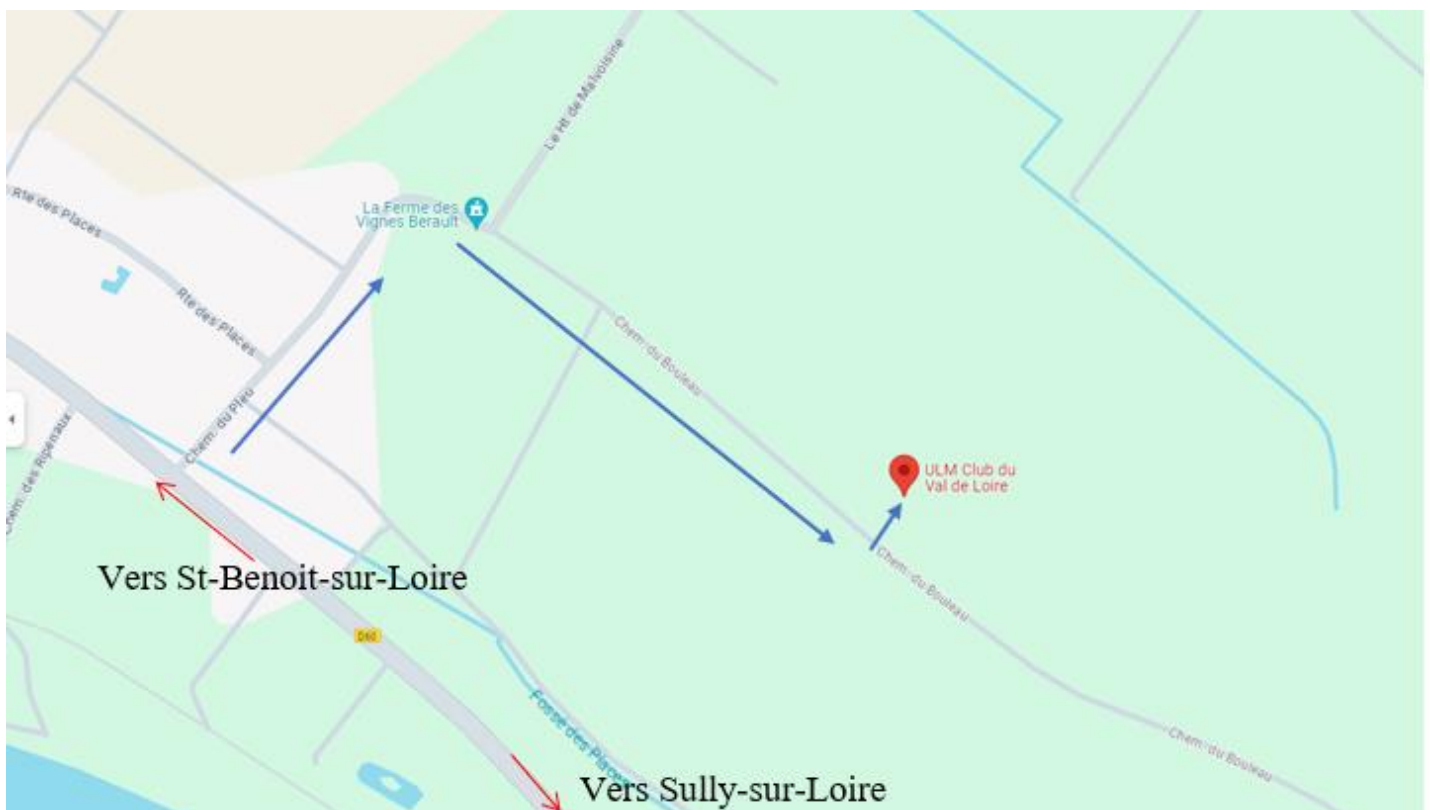 Le Ht de Malvoisine
Rte des Places
La Ferme des
Vignes Berault
Rte des Places
Chem. du Bouleau
Chem. du Pleu
Chem. des Ripenaux
ULM Club du
Val de Loire
Chem. du Bouleau
Vers St-Benoit-sur-Loire
D60
Fossé des Places
Chem. du Bouleau
Vers Sully-sur-Loire